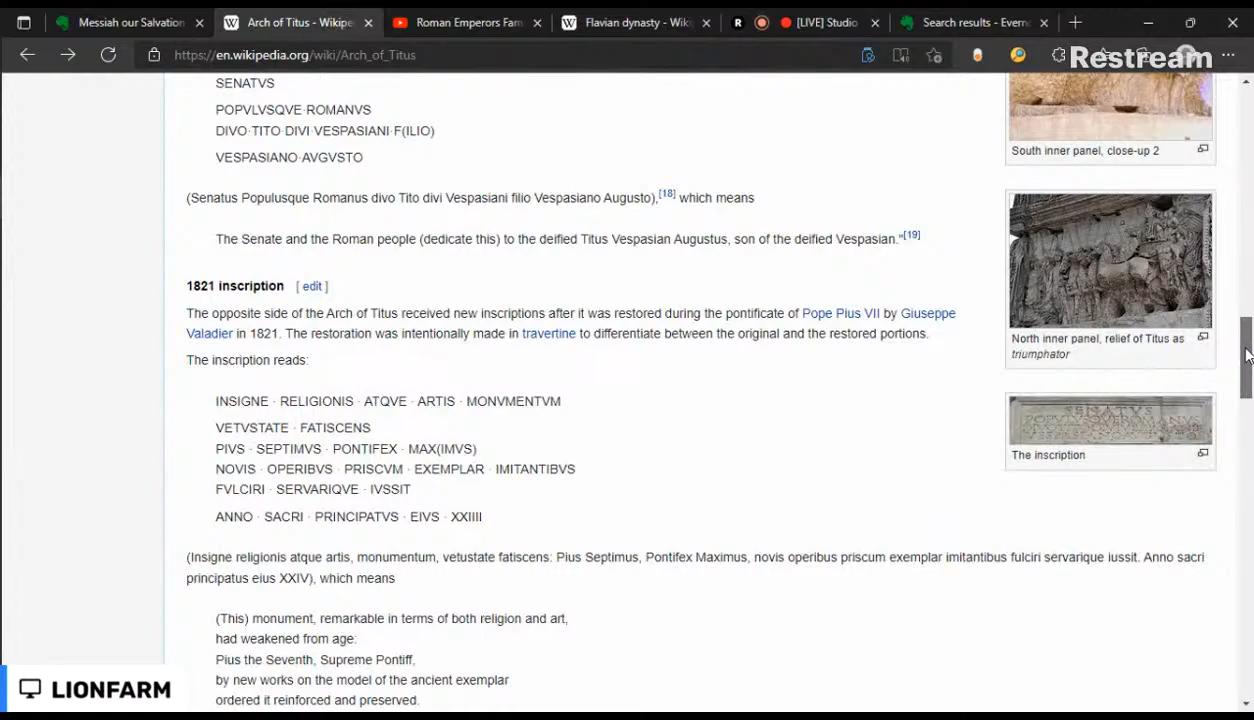 Messiah our Salvation
Arch of Titus - Wikipe
Roman Emperors Fam
Flavian dynasty - Wiki
R
[LIVE] Studio
Search results - Evern
https://en.wikipedia.org/wiki/Arch_of_Titus
Restream
SENATVS
POPVLVSQVE·ROMANVS
DIVO·TITO·DIVI·VESPASIANI·F(ILIO)
VESPASIANO·AVGVSTO
South inner panel, close-up 2
(Senatus Populusque Romanus divo Tito divi Vespasiani filio Vespasiano Augusto),[18] which means
The Senate and the Roman people (dedicate this) to the deified Titus Vespasian Augustus, son of the deified Vespasian."[19]
1821 inscription [ edit ]
The opposite side of the Arch of Titus received new inscriptions after it was restored during the pontificate of Pope Pius VII by Giuseppe
Valadier in 1821. The restoration was intentionally made in travertine to differentiate between the original and the restored portions.
North inner panel, relief of Titus as
triumphator
The inscription reads:
INSIGNE · RELIGIONIS · ATQVE · ARTIS · MONVMENTVM
VETVSTATE · FATISCENS
PIVS · SEPTIMVS · PONTIFEX · MAX(IMVS)
NOVIS · OPERIBVS · PRISCVM · EXEMPLAR · IMITANTIBVS
FVLCIRI · SERVARIQVE · IVSSIT
ANNO · SACRI · PRINCIPATVS · EIVS · XXIIII
SENATVS
POPVLVSQVEROMANVS
The inscription
(Insigne religionis atque artis, monumentum, vetustate fatiscens: Pius Septimus, Pontifex Maximus, novis operibus priscum exemplar imitantibus fulciri servarique iussit. Anno sacri
principatus eius XXIV), which means
(This) monument, remarkable in terms of both religion and art,
had weakened from age:
Pius the Seventh, Supreme Pontiff,
by new works on the model of the ancient exemplar
ordered it reinforced and preserved.
LIONFARM